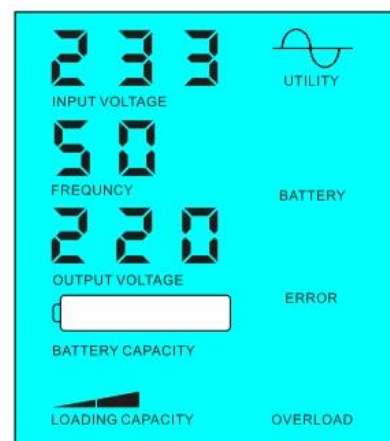 233
UTILITY
INPUT VOLTAGE
50
FREQUNCY
BATTERY
220
OUTPUT VOLTAGE
ERROR
BATTERY CAPACITY
LOADING CAPACITY
OVERLOAD